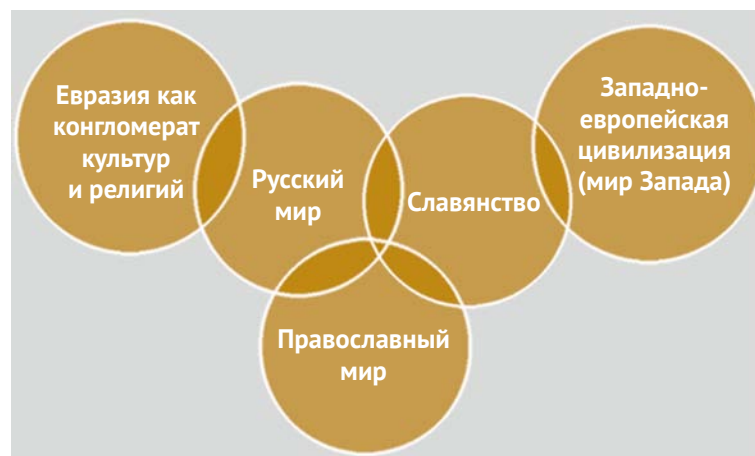 Евразия как
конгломерат
культур
и религий
Русский
мир
Славянство
Западно-
европейская
цивилизация
(мир Запада)
Православный
мир